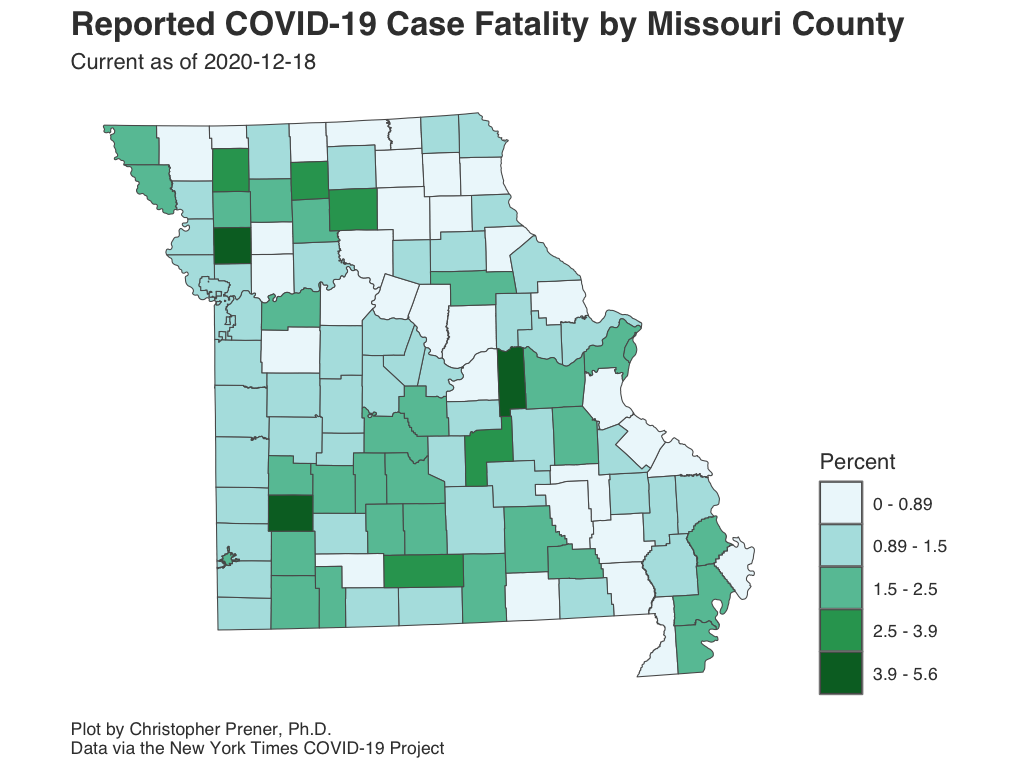 Reported COVID-19 Case Fatality by Missouri County
Current as of 2020-12-18
Percent
0 - 0.89
0.89 - 1.5
1.5 - 2.5
2.5 - 3.9
3.9 - 5.6
Plot by Christopher Prener, Ph.D.
Data via the New York Times COVID-19 Project